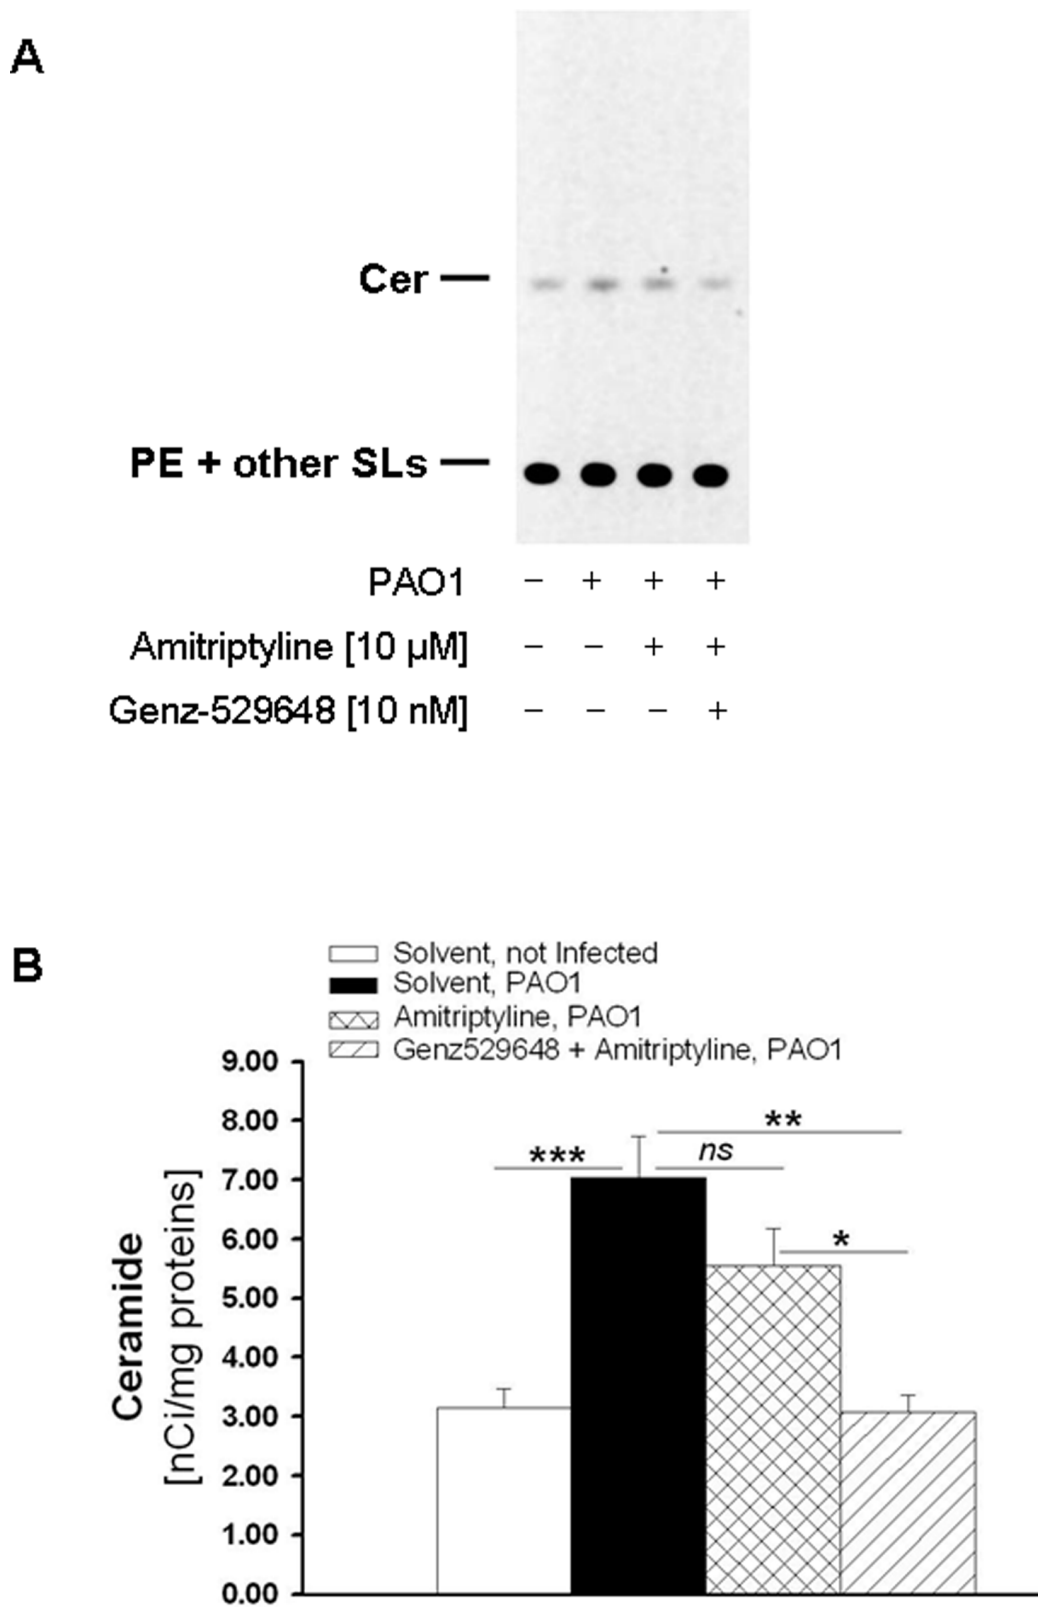 A
Cer
PE + other SLs
PAO1 − + + +
Amitriptyline [10 µM] − − + +
Genz-529648 [10 nM] − − − +
B
Solvent, not Infected
Solvent, PAO1
Amitriptyline, PAO1
Genz529648 + Amitriptyline, PAO1
9.00
8.00
7.00
6.00
5.00
4.00
3.00
2.00
1.00
0.00
Ceramide
[nCi/mg proteins]
**
*** ns
*